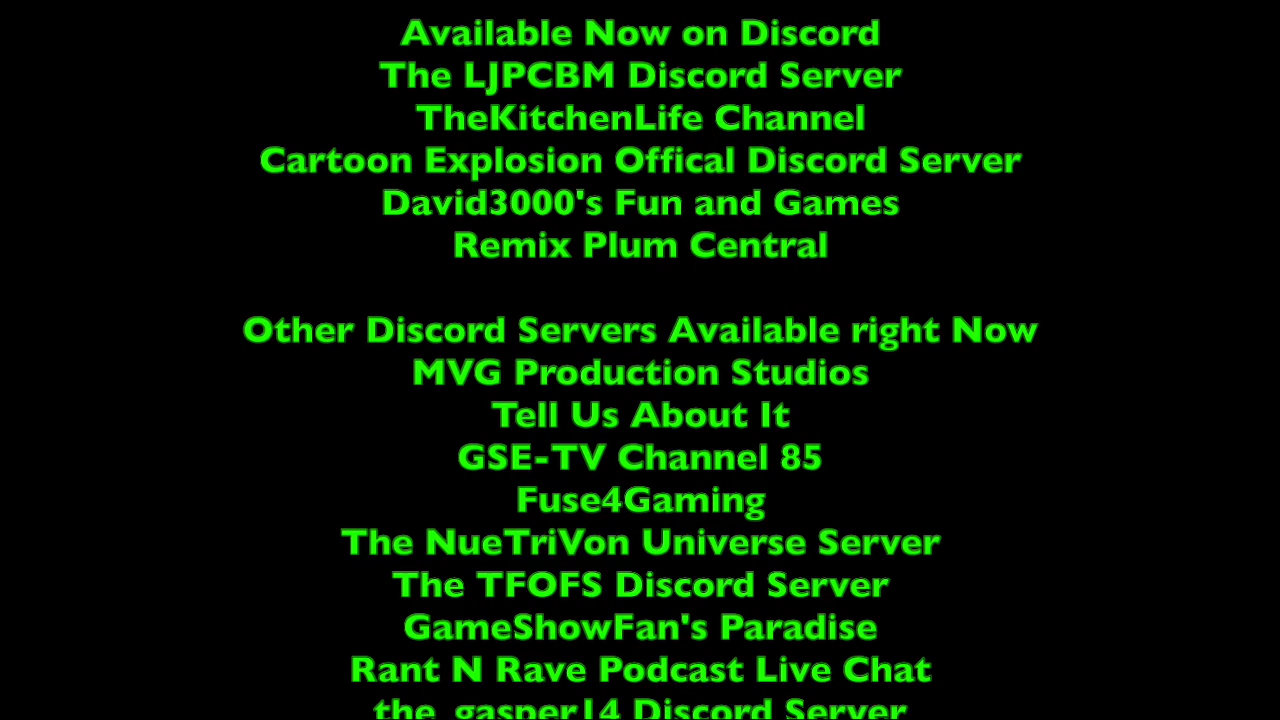 Available Now on Discord
The LJPCBM Discord Server
TheKitchenLife Channel
Cartoon Explosion Offical Discord Server
David3000's Fun and Games
Remix Plum Central
Other Discord Servers Available right Now
MVG Production Studios
Tell Us About It
GSE-TV Channel 85
Fuse4Gaming
The NueTriVon Universe Server
The TFOFS Discord Server
GameShowFan's Paradise
Rant N Rave Podcast Live Chat
the_gasper14 Discord Server